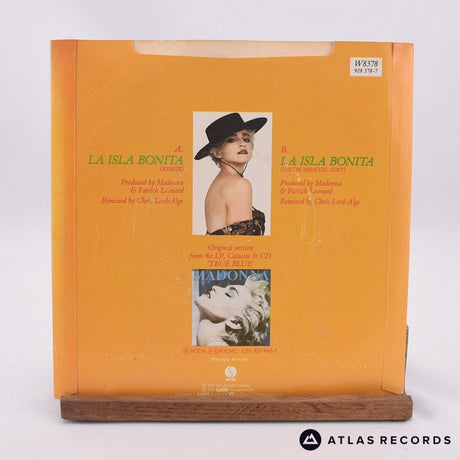 W8378
928 378-7
A.
LA ISLA BONITA
(REMIX)
Produced by Madonna
& Patrick Leonard
Remixed by Chris Lord-Alge
B.
LA ISLA BONITA
(INSTRUMENTAL EDIT)
Produced by Madonna
& Patrick Leonard
Remixed by Chris Lord-Alge
Original version
from the LP, Cassette & CD
'TRUE BLUE'
MADONNA
ATLAS RECORDS